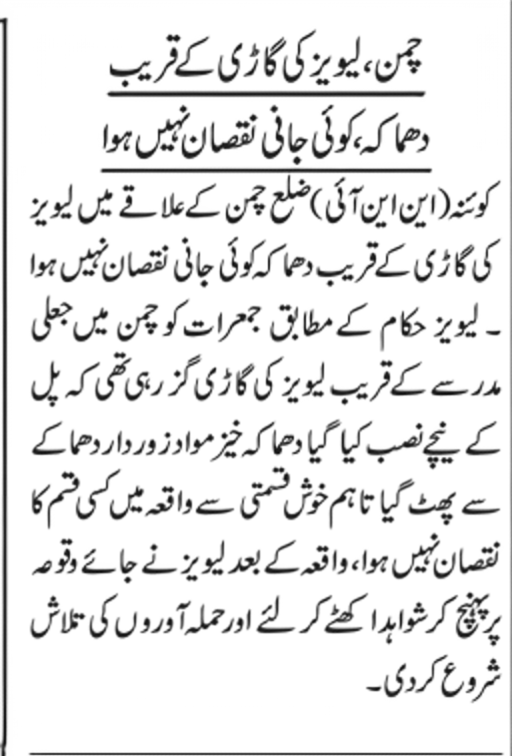 چمن، لیویز کی گاڑی کے قریب
دھماکہ، کوئی جانی نقصان نہیں ہوا
کوئٹہ (این این آئی) ضلع چمن کے علاقے میں لیویز
کی گاڑی کے قریب دھماکہ کوئی جانی نقصان نہیں ہوا
۔ لیویز حکام کے مطابق جمعرات کو چمن میں جعلی
مدرسے کے قریب لیویز کی گاڑی گزر رہی تھی کہ پل
کے نیچے نصب کیا گیا دھماکہ خیز مواد زوردار دھماکے
سے پھٹ گیا تاہم خوش قسمتی سے واقعہ میں کسی قسم کا
نقصان نہیں ہوا، واقعہ کے بعد لیویز نے جائے وقوعہ
پر پہنچ کر شواہد اکھٹے کر لئے اور حملہ آوروں کی تلاش
شروع کردی۔